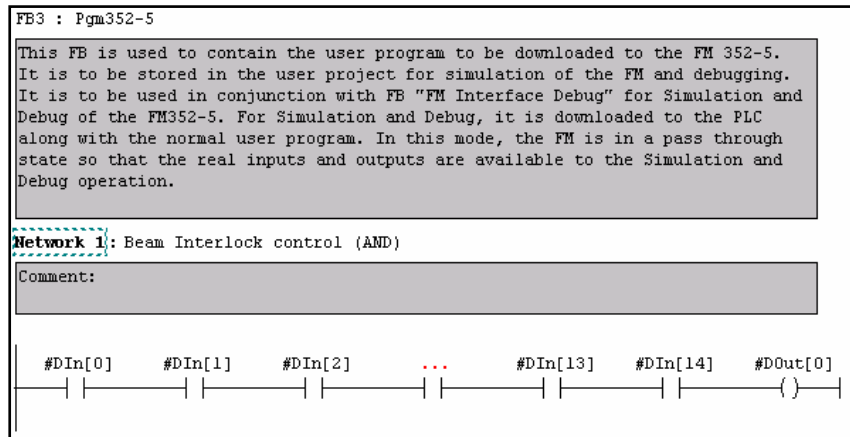 FB3 : Pgm352-5
This FB is used to contain the user program to be downloaded to the FM 352-5.
It is to be stored in the user project for simulation of the FM and debugging.
It is to be used in conjunction with FB "FM Interface Debug" for Simulation and
Debug of the FM352-5. For Simulation and Debug, it is downloaded to the PLC
along with the normal user program. In this mode, the FM is in a pass through
state so that the real inputs and outputs are available to the Simulation and
Debug operation.
Network 1: Beam Interlock control (AND)
Comment:
#DIn[0] #DIn[1] #DIn[2] ... #DIn[13] #DIn[14] #DOut[0]